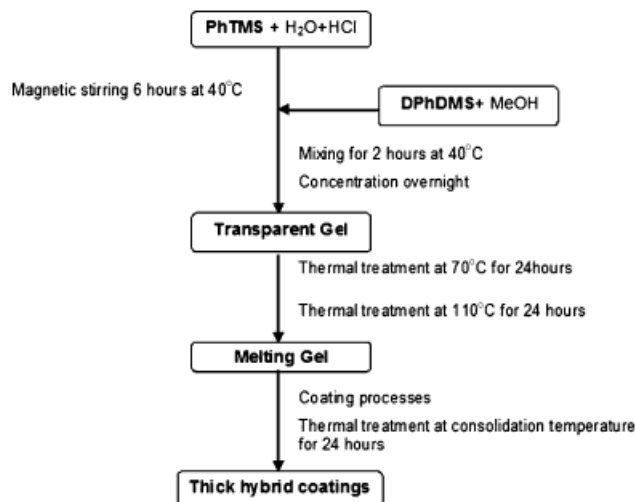 PhTMS + H₂O+HCl
Magnetic stirring 6 hours at 40°C
DPhDMS+ MeOH
Mixing for 2 hours at 40°C
Concentration overnight
Transparent Gel
Thermal treatment at 70°C for 24hours
Thermal treatment at 110°C for 24 hours
Melting Gel
Coating processes
Thermal treatment at consolidation temperature
for 24 hours
Thick hybrid coatings